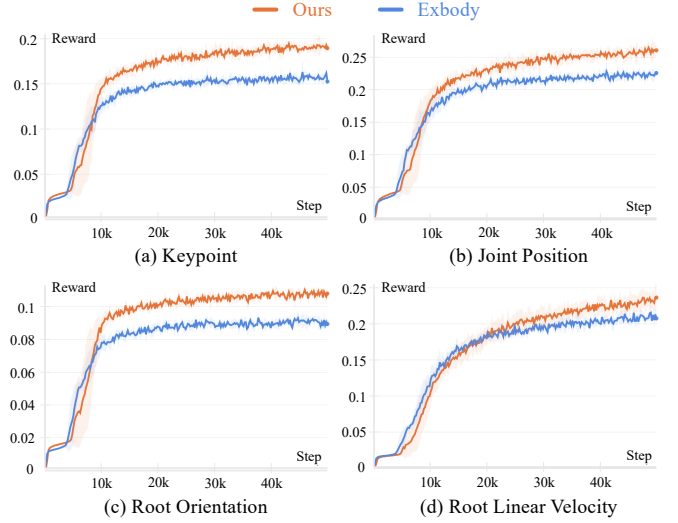 Ours Exbody
Reward
0.2
0.15
0.1
0.05
0
Step
10k 20k 30k 40k
(a) Keypoint
Reward
0.25
0.2
0.15
0.1
0.05
0
Step
10k 20k 30k 40k
(b) Joint Position
Reward
0.1
0.08
0.06
0.04
0.02
0
Step
10k 20k 30k 40k
(c) Root Orientation
Reward
0.25
0.2
0.15
0.1
0.05
0
Step
10k 20k 30k 40k
(d) Root Linear Velocity